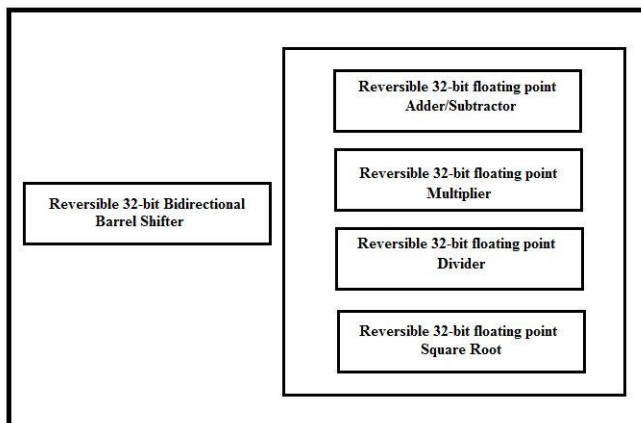 Reversible 32-bit floating point
Adder/Subtractor
Reversible 32-bit floating point
Multiplier
Reversible 32-bit Bidirectional
Barrel Shifter
Reversible 32-bit floating point
Divider
Reversible 32-bit floating point
Square Root